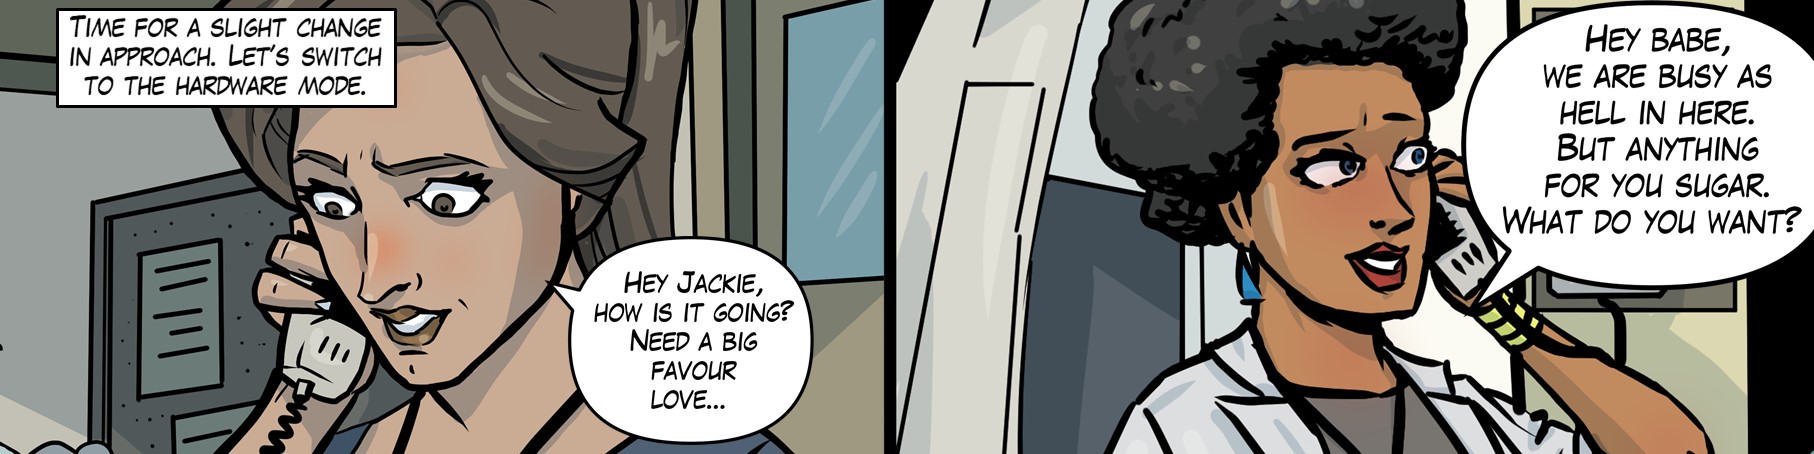 TIME FOR A SLIGHT CHANGE
IN APPROACH. LET'S SWITCH
TO THE HARDWARE MODE.
HEY JACKIE,
HOW IS IT GOING?
NEED A BIG
FAVOUR
LOVE...
HEY BABE,
WE ARE BUSY AS
HELL IN HERE.
BUT ANYTHING
FOR YOU SUGAR.
WHAT DO YOU WANT?